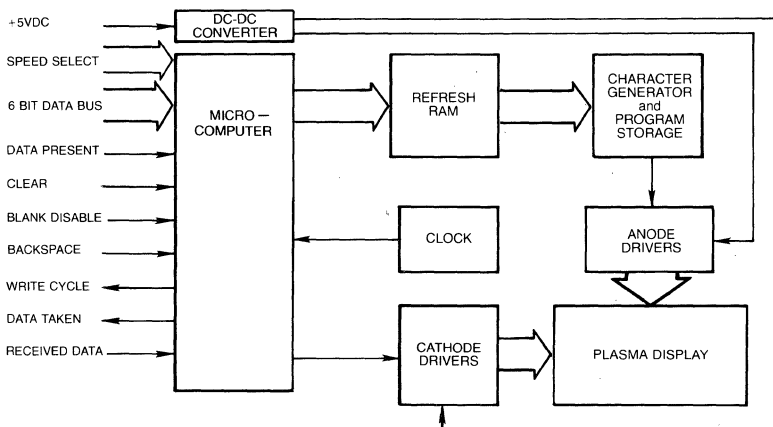 +5VDC
DC-DC
CONVERTER
SPEED SELECT
6 BIT DATA BUS
DATA PRESENT
CLEAR
BLANK DISABLE
BACKSPACE
WRITE CYCLE
DATA TAKEN
RECEIVED DATA
MICRO –
COMPUTER
REFRESH
RAM
CHARACTER
GENERATOR
and
PROGRAM
STORAGE
CLOCK
ANODE
DRIVERS
CATHODE
DRIVERS
PLASMA DISPLAY